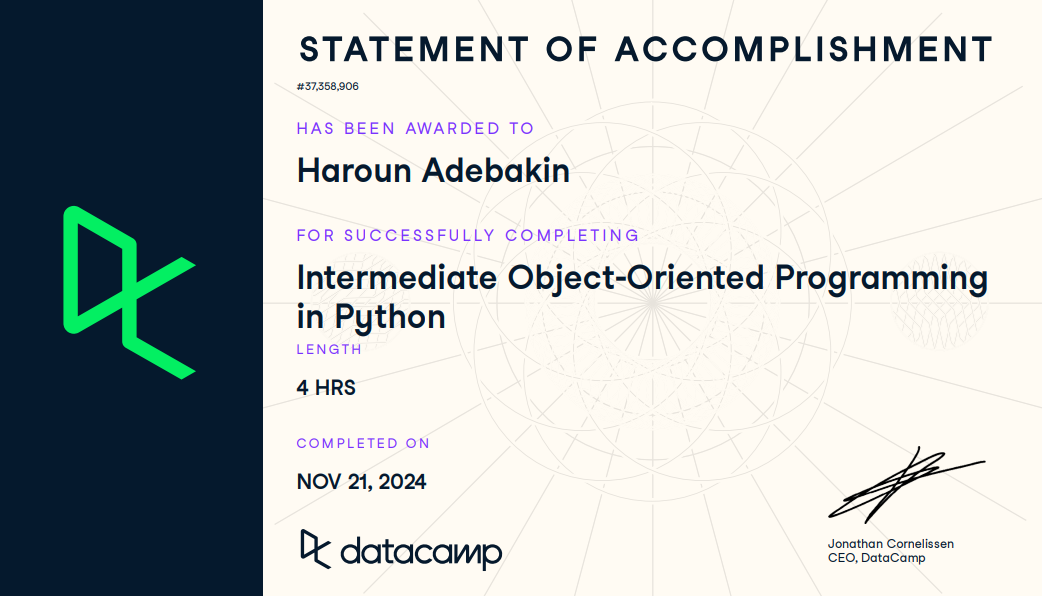 STATEMENT OF ACCOMPLISHMENT
#37,358,906
HAS BEEN AWARDED TO
Haroun Adebakin
FOR SUCCESSFULLY COMPLETING
Intermediate Object-Oriented Programming
in Python
LENGTH
4 HRS
COMPLETED ON
NOV 21, 2024
datacamp
Jonathan Cornelissen
CEO, DataCamp